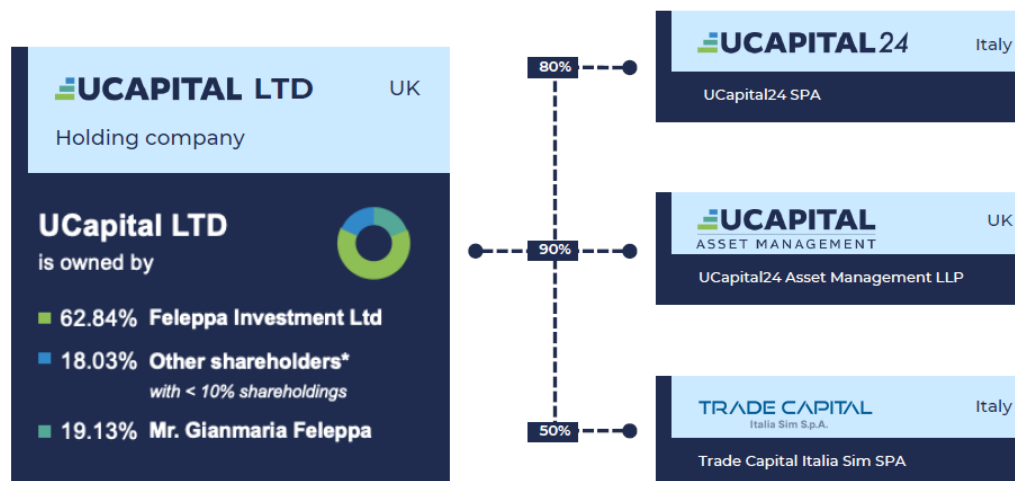 UCAPITAL LTD UK
Holding company
UCapital LTD
is owned by
62.84% Feleppa Investment Ltd
18.03% Other shareholders*
with < 10% shareholdings
19.13% Mr. Gianmaria Feleppa
80%
90%
50%
UCAPITAL 24 Italy
UCapital24 SPA
UCAPITAL UK
ASSET MANAGEMENT
UCapital24 Asset Management LLP
TRADE CAPITAL Italy
Italia Sim S.p.A.
Trade Capital Italia Sim SPA